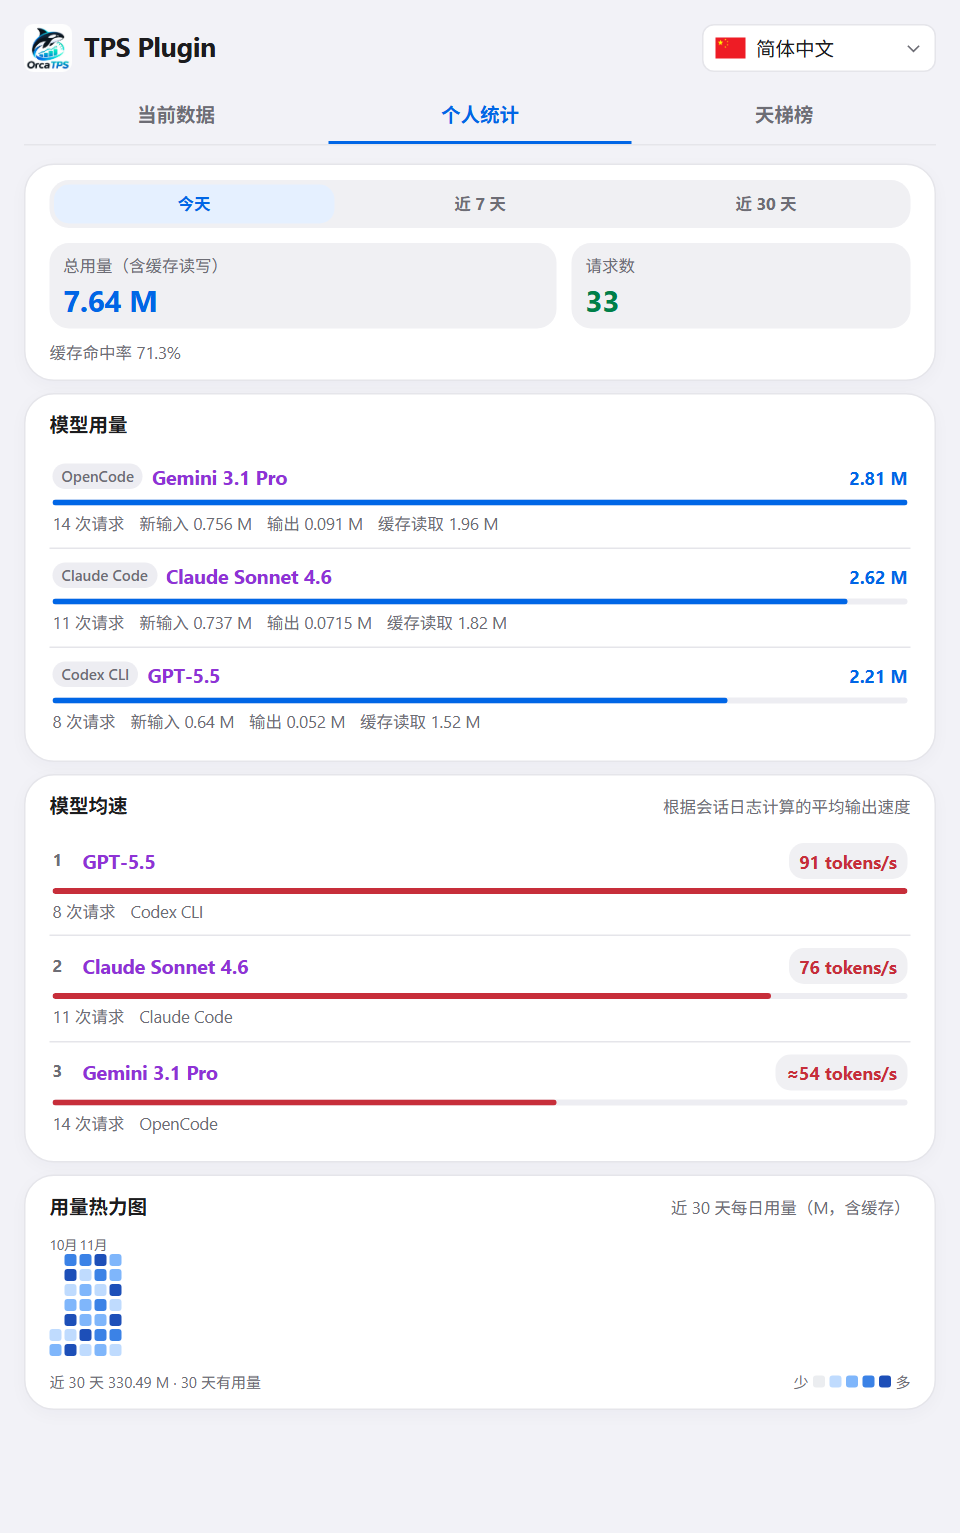 OrcaTPS
TPS Plugin
简体中文
当前数据 个人统计 天梯榜
今天 近 7 天 近 30 天
总用量（含缓存读写）
7.64 M
请求数
33
缓存命中率 71.3%
模型用量
OpenCode Gemini 3.1 Pro 2.81 M
14 次请求 新输入 0.756 M 输出 0.091 M 缓存读取 1.96 M
Claude Code Claude Sonnet 4.6 2.62 M
11 次请求 新输入 0.737 M 输出 0.0715 M 缓存读取 1.82 M
Codex CLI GPT-5.5 2.21 M
8 次请求 新输入 0.64 M 输出 0.052 M 缓存读取 1.52 M
模型均速 根据会话日志计算的平均输出速度
1 GPT-5.5 91 tokens/s
8 次请求 Codex CLI
2 Claude Sonnet 4.6 76 tokens/s
11 次请求 Claude Code
3 Gemini 3.1 Pro ≈54 tokens/s
14 次请求 OpenCode
用量热力图 近 30 天每日用量（M，含缓存）
10月 11月
近 30 天 330.49 M · 30 天有用量 少 多